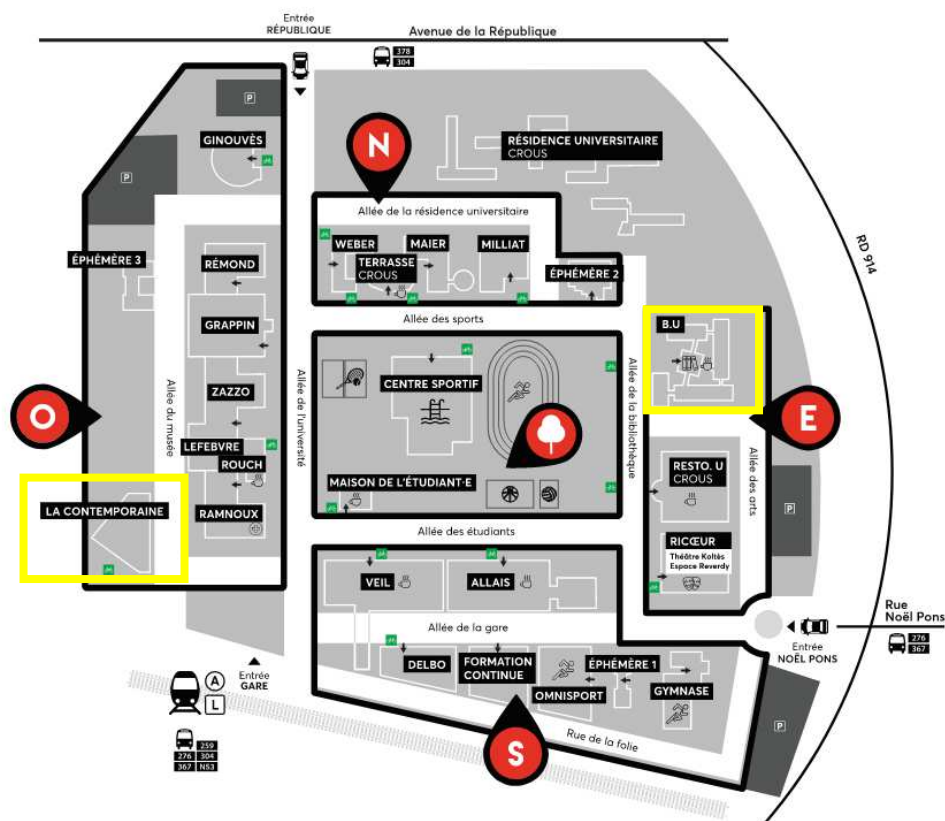 Entrée
RÉPUBLIQUE
Avenue de la République
378
304
P
GINOUVÈS
P
N
RÉSIDENCE UNIVERSITAIRE
CROUS
Allée de la résidence universitaire
RD 914
WEBER
MAIER
MILLIAT
TERRASSE
CROUS
ÉPHÉMÈRE 3
RÉMOND
ÉPHÉMÈRE 2
Allée des sports
B.U
GRAPPIN
CENTRE SPORTIF
ZAZZO
Allée du musée
Allée de l'université
Allée de la bibliothèque
O
E
LEFEBVRE
ROUCH
Allée des arts
RESTO. U
CROUS
MAISON DE L'ÉTUDIANT·E
LA CONTEMPORAINE
RAMNOUX
P
Allée des étudiants
RICŒUR
Théâtre Koltès
Espace Reverdy
VEIL
ALLAIS
Rue
Noël Pons
276
367
Allée de la gare
Entrée
NOËL PONS
Entrée
GARE
DELBO
FORMATION
CONTINUE
ÉPHÉMÈRE 1
OMNISPORT
GYMNASE
A
L
P
S
Rue de la folie
259
276 304
367 N53